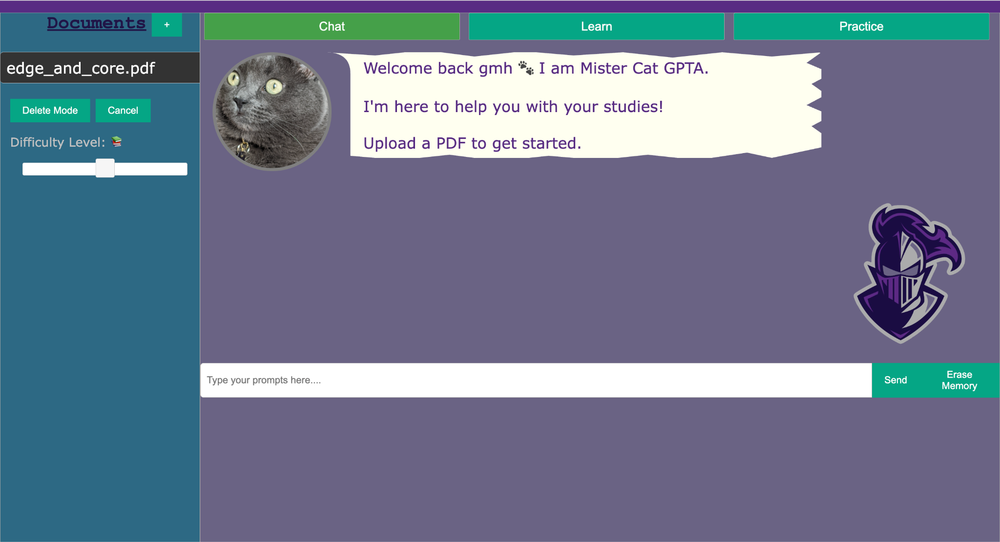 Documents +
Chat
Learn
Practice
edge_and_core.pdf
Welcome back gmh 🐾 I am Mister Cat GPTA.
I'm here to help you with your studies!
Upload a PDF to get started.
Delete Mode
Cancel
Difficulty Level: 📚
Type your prompts here....
Send
Erase
Memory